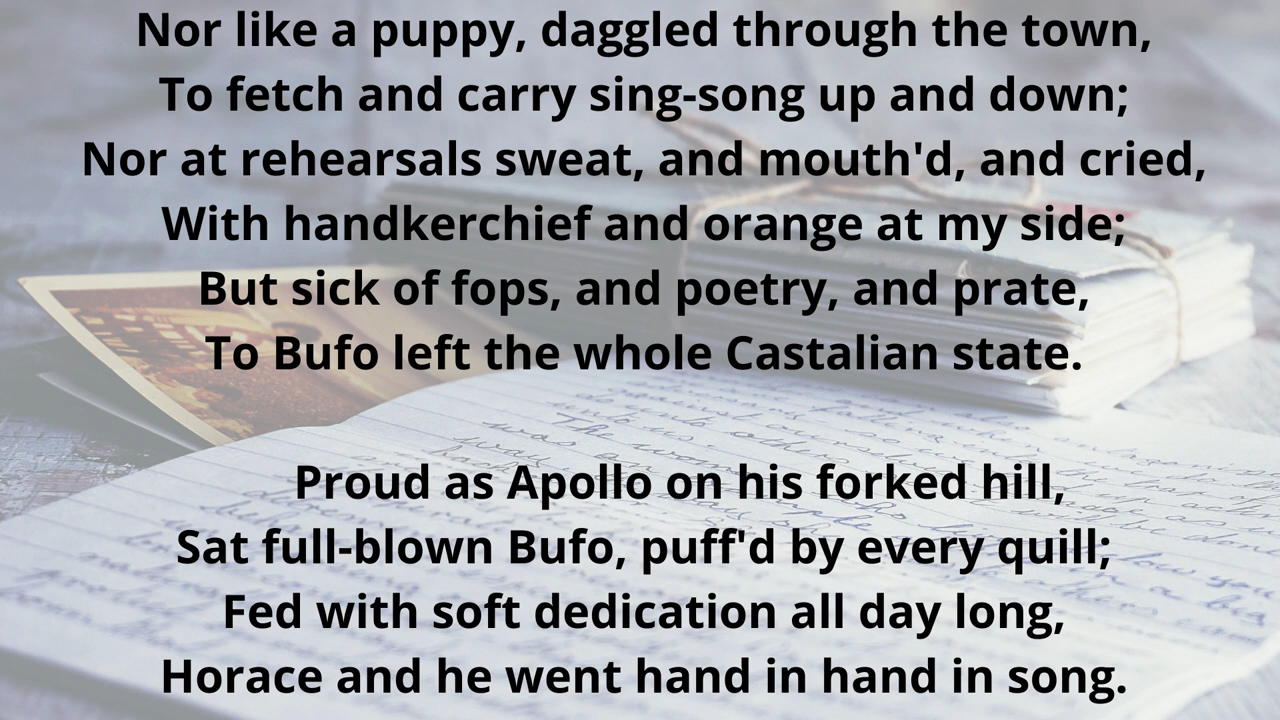 Nor like a puppy, daggled through the town,
To fetch and carry sing-song up and down;
Nor at rehearsals sweat, and mouth'd, and cried,
With handkerchief and orange at my side;
But sick of fops, and poetry, and prate,
To Bufo left the whole Castalian state.
Proud as Apollo on his forked hill,
Sat full-blown Bufo, puff'd by every quill;
Fed with soft dedication all day long,
Horace and he went hand in hand in song.